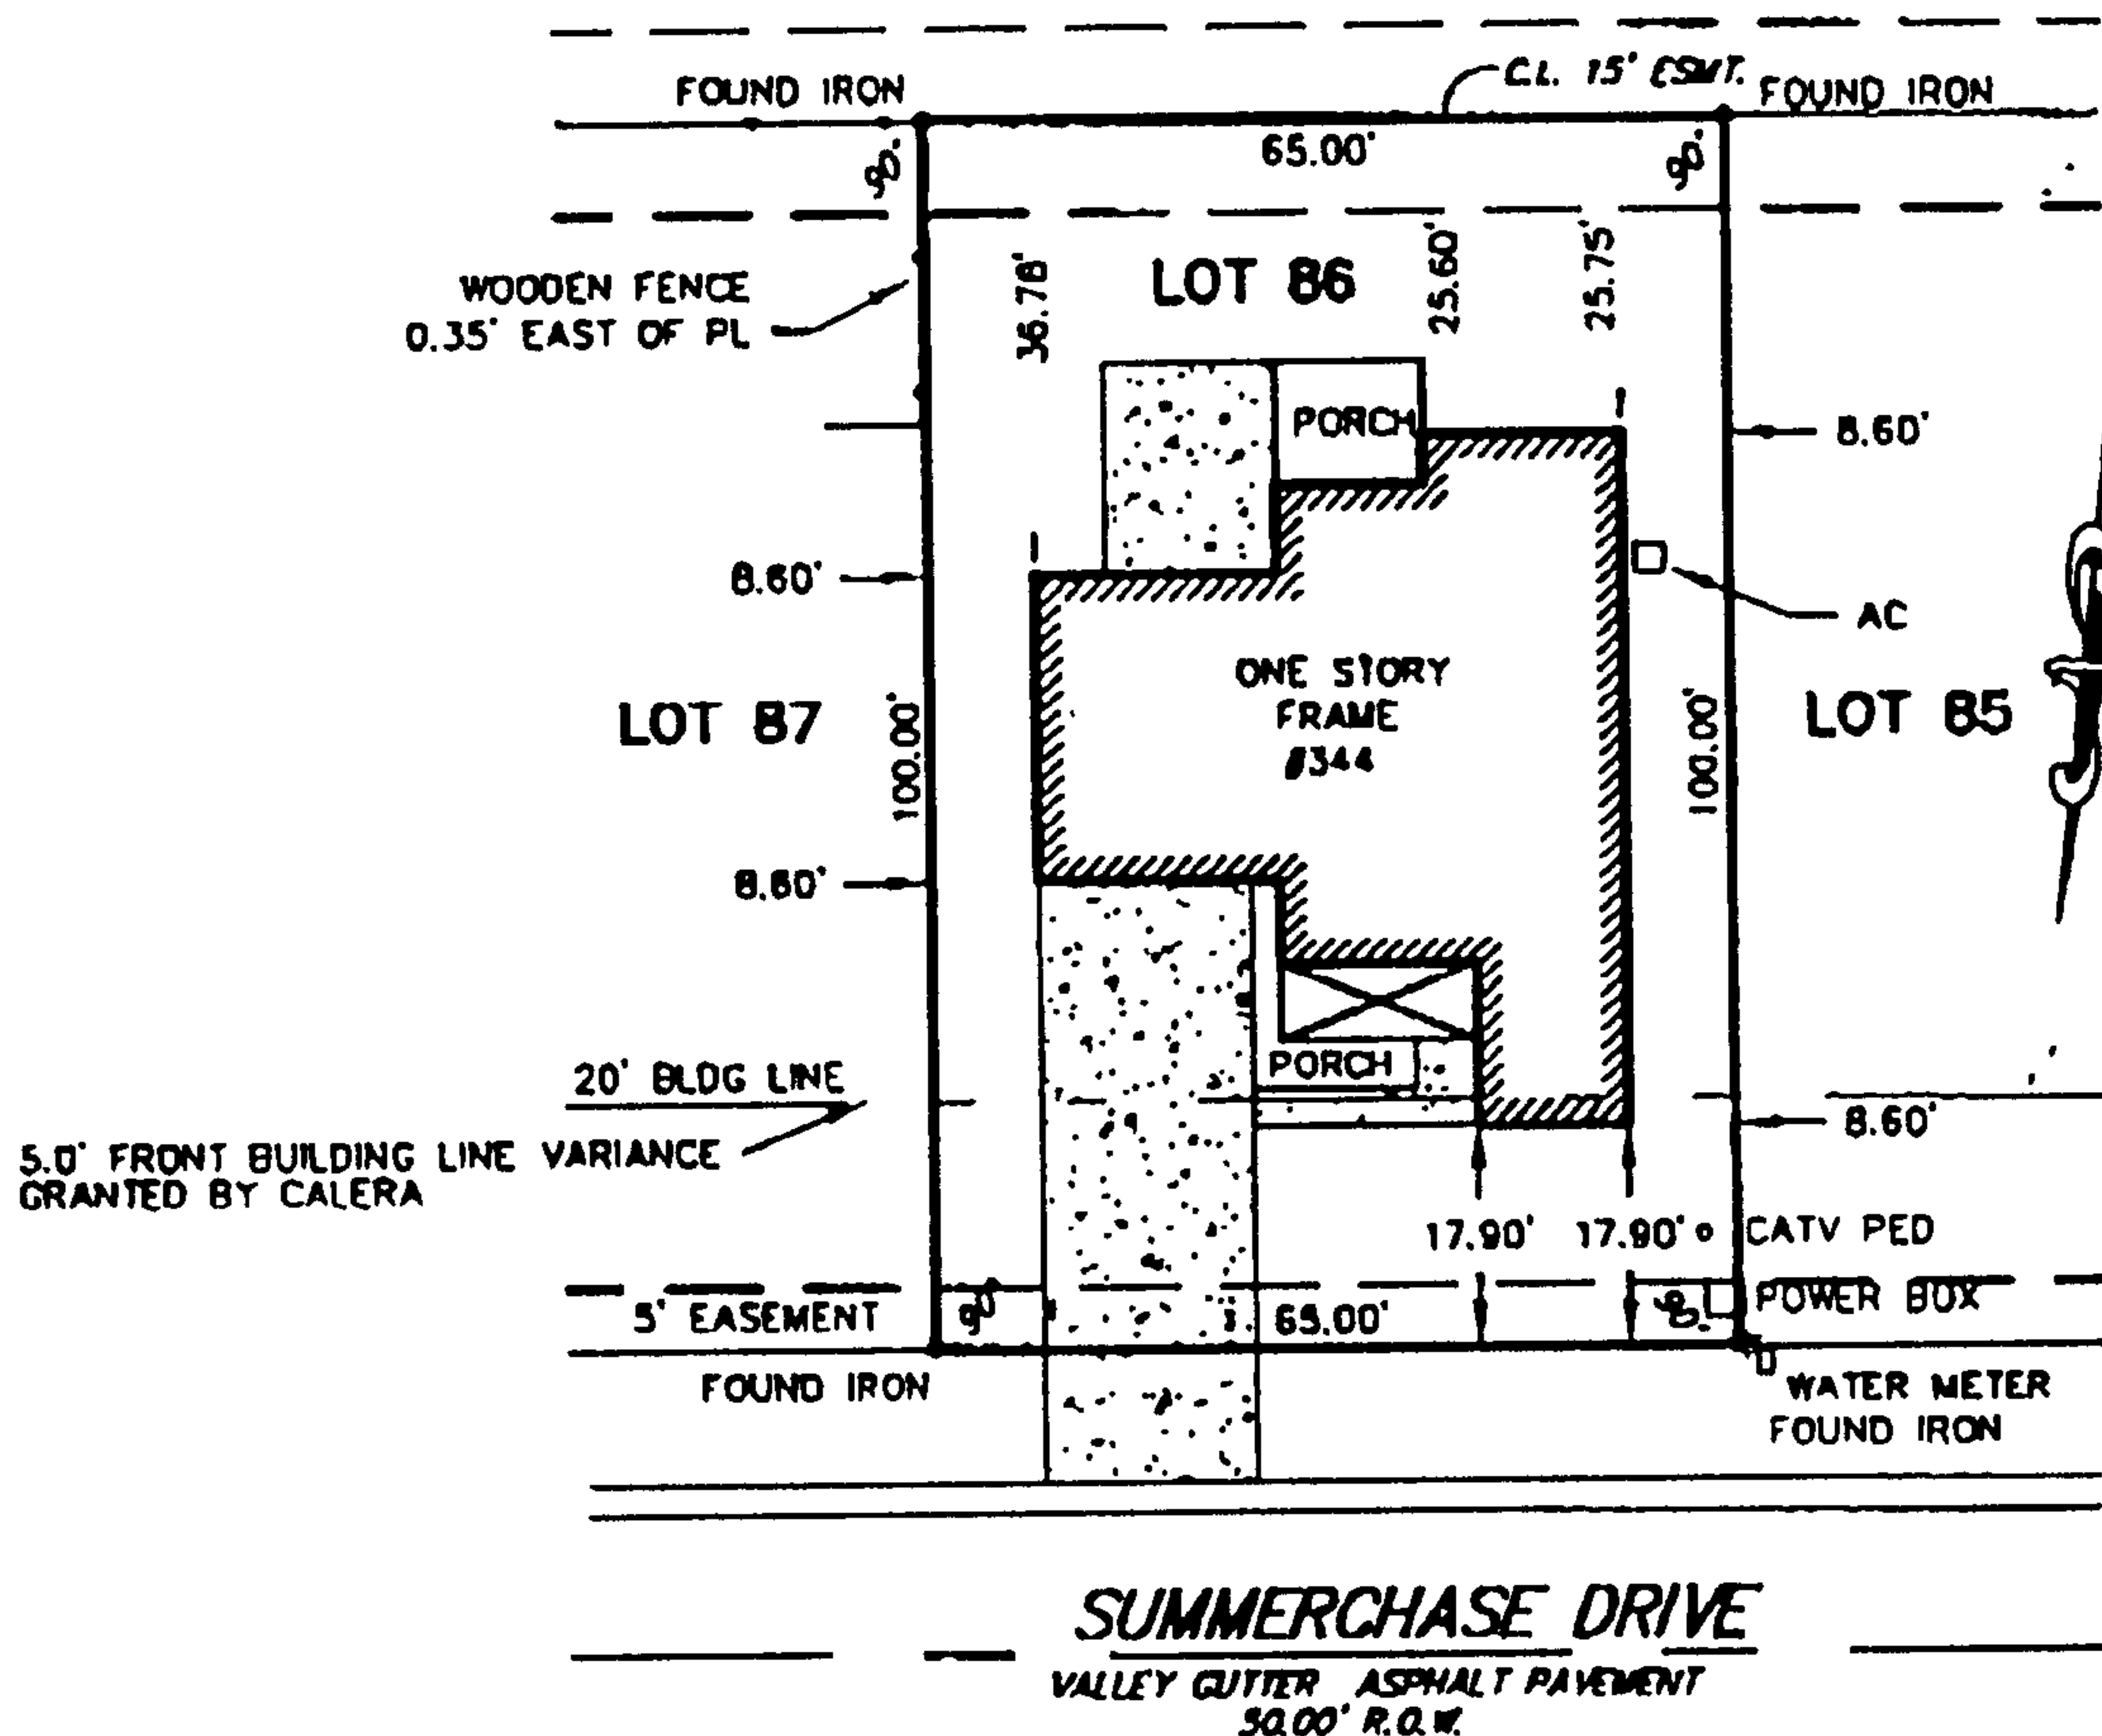 C.L. 15' ESMT.
FOUND IRON
FOUND IRON
65.00'
90°
90°
WOODEN FENCE
0.35' EAST OF PL
36.78'
LOT 86
25.60'
25.75'
PORCH
8.60'
8.60'
AC
ONE STORY
FRAME
#344
LOT 87
100.00'
100.00'
LOT 85
8.60'
20' BLDG LINE
PORCH
8.60'
5.0' FRONT BUILDING LINE VARIANCE
GRANTED BY CALERA
17.90'
17.90'
CATV PED
5' EASEMENT
90
65.00'
90°
POWER BOX
FOUND IRON
WATER METER
FOUND IRON
SUMMERCHASE DRIVE
VALLEY GUTTER ASPHALT PAVEMENT
50.00' R.O.W.